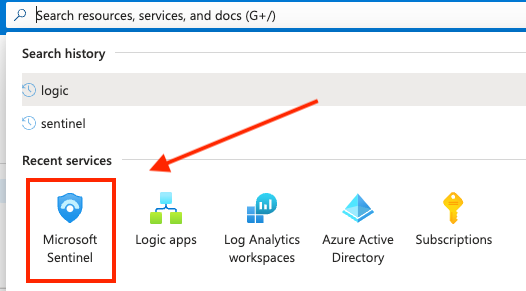 Search resources, services, and docs (G+/)
Search history
logic
sentinel
Recent services
Microsoft
Sentinel
Logic apps
Log Analytics
workspaces
Azure Active
Directory
Subscriptions